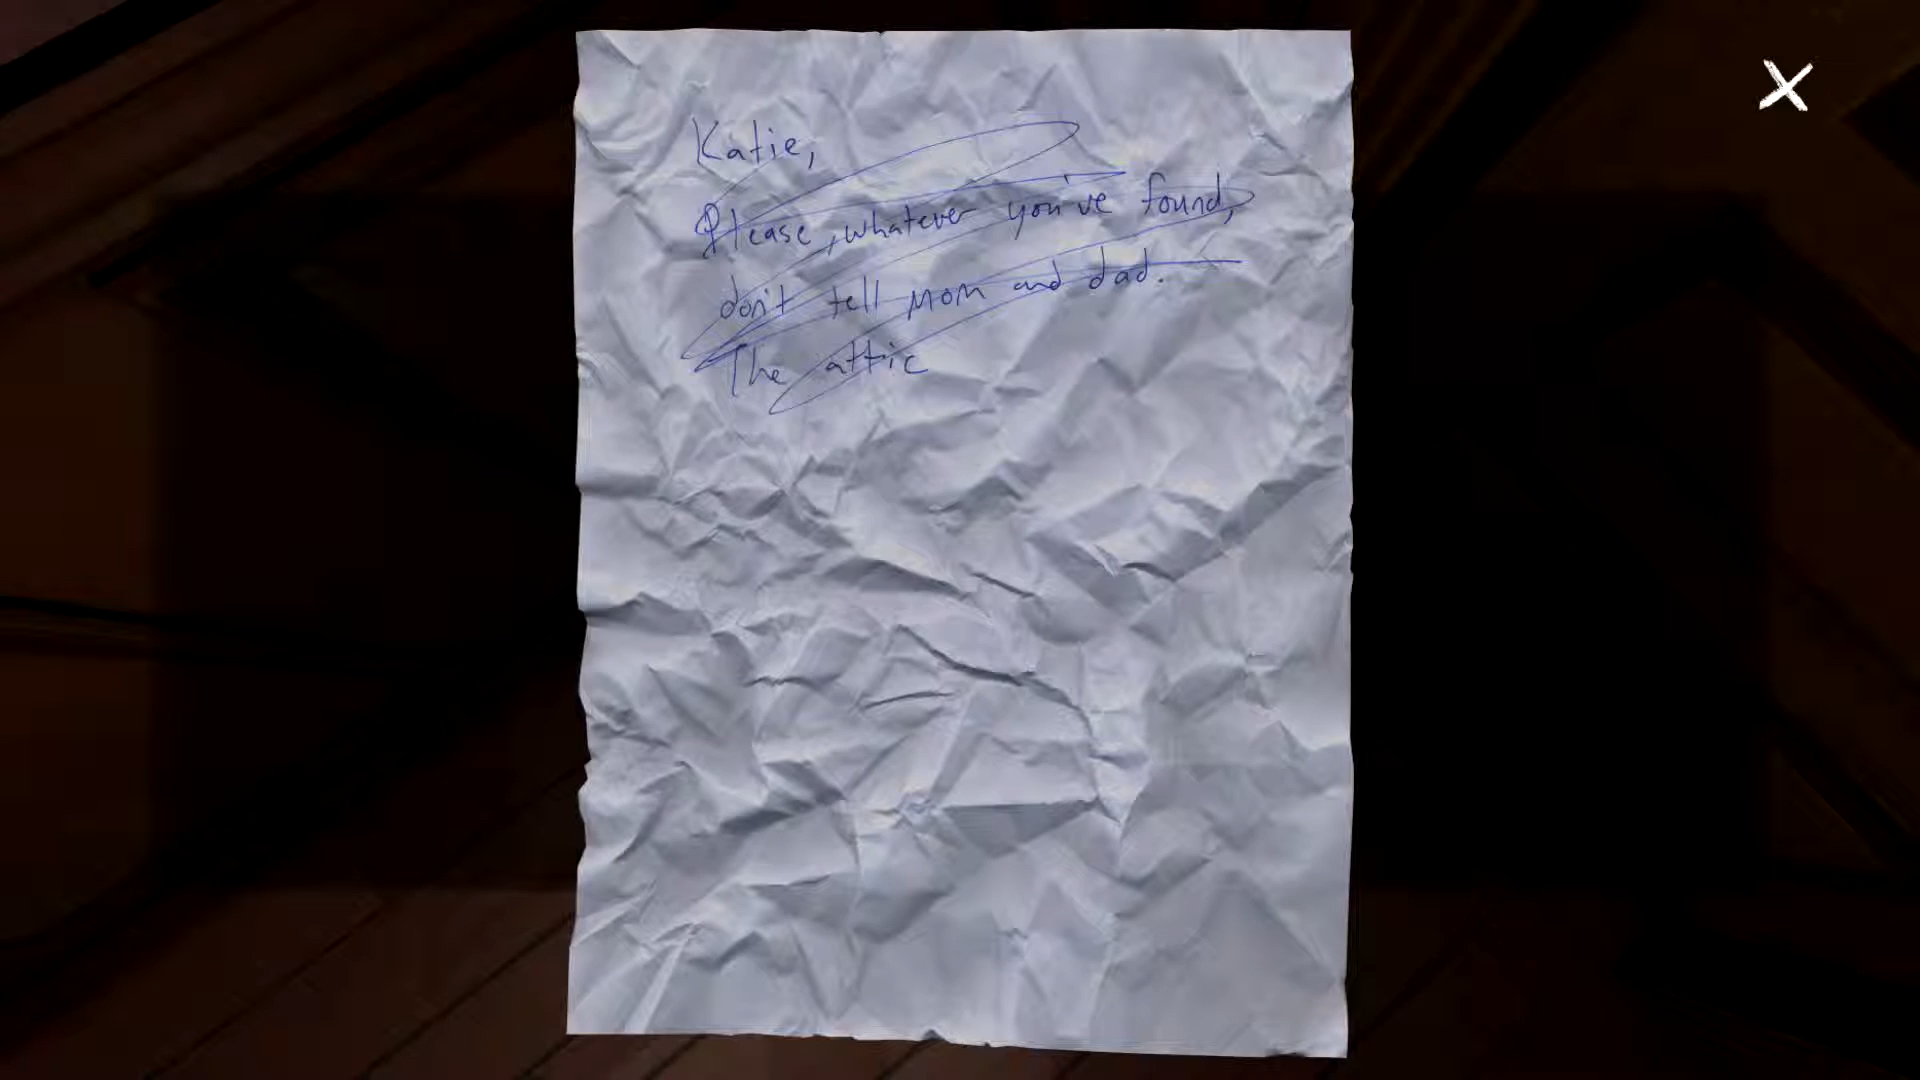 Katie,
Please, whatever you've found,
don't tell Mom and dad.
The attic